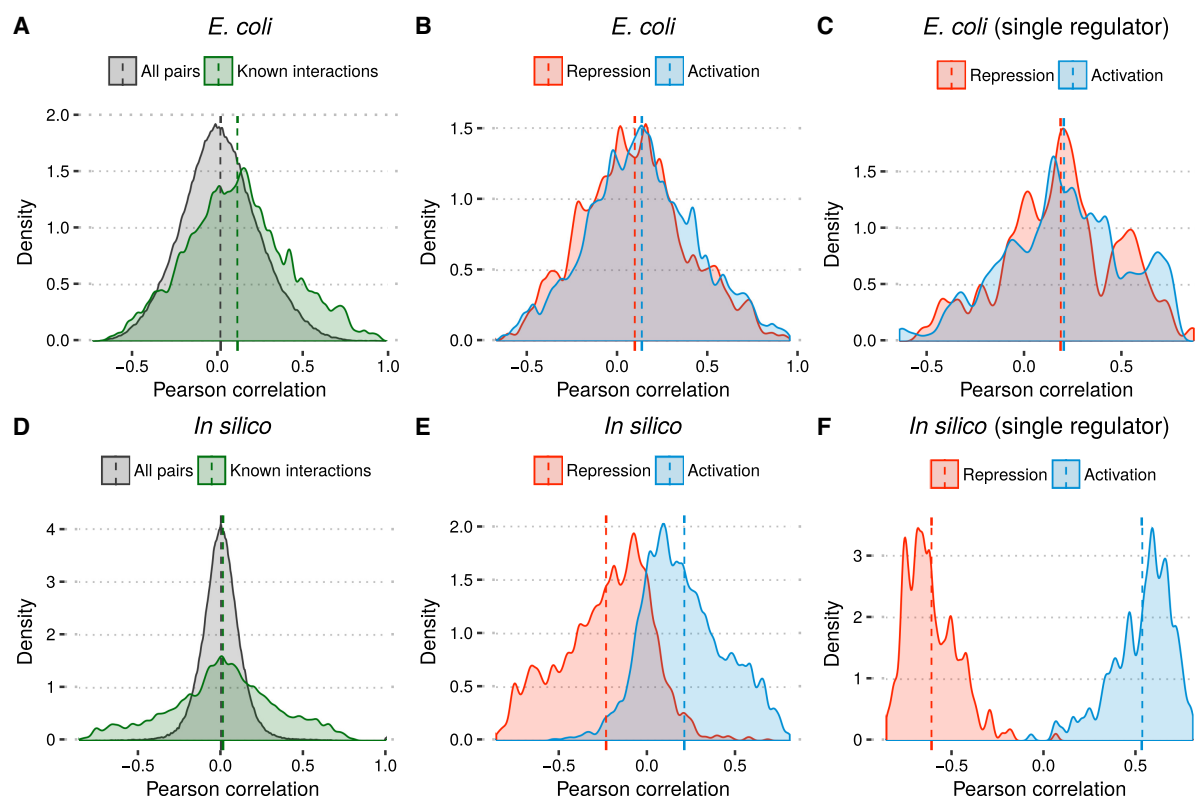 A
E. coli
All pairs
Known interactions
2.0
1.5
1.0
0.5
0.0
Density
−0.5
0.0
0.5
1.0
Pearson correlation
B
E. coli
Repression
Activation
1.5
1.0
0.5
0.0
Density
−0.5
0.0
0.5
1.0
Pearson correlation
C
E. coli (single regulator)
Repression
Activation
1.5
1.0
0.5
0.0
Density
−0.5
0.0
0.5
Pearson correlation
D
In silico
All pairs
Known interactions
4
3
2
1
0
Density
−0.5
0.0
0.5
1.0
Pearson correlation
E
In silico
Repression
Activation
2.0
1.5
1.0
0.5
0.0
Density
−0.5
0.0
0.5
Pearson correlation
F
In silico (single regulator)
Repression
Activation
3
2
1
0
Density
−0.5
0.0
0.5
Pearson correlation